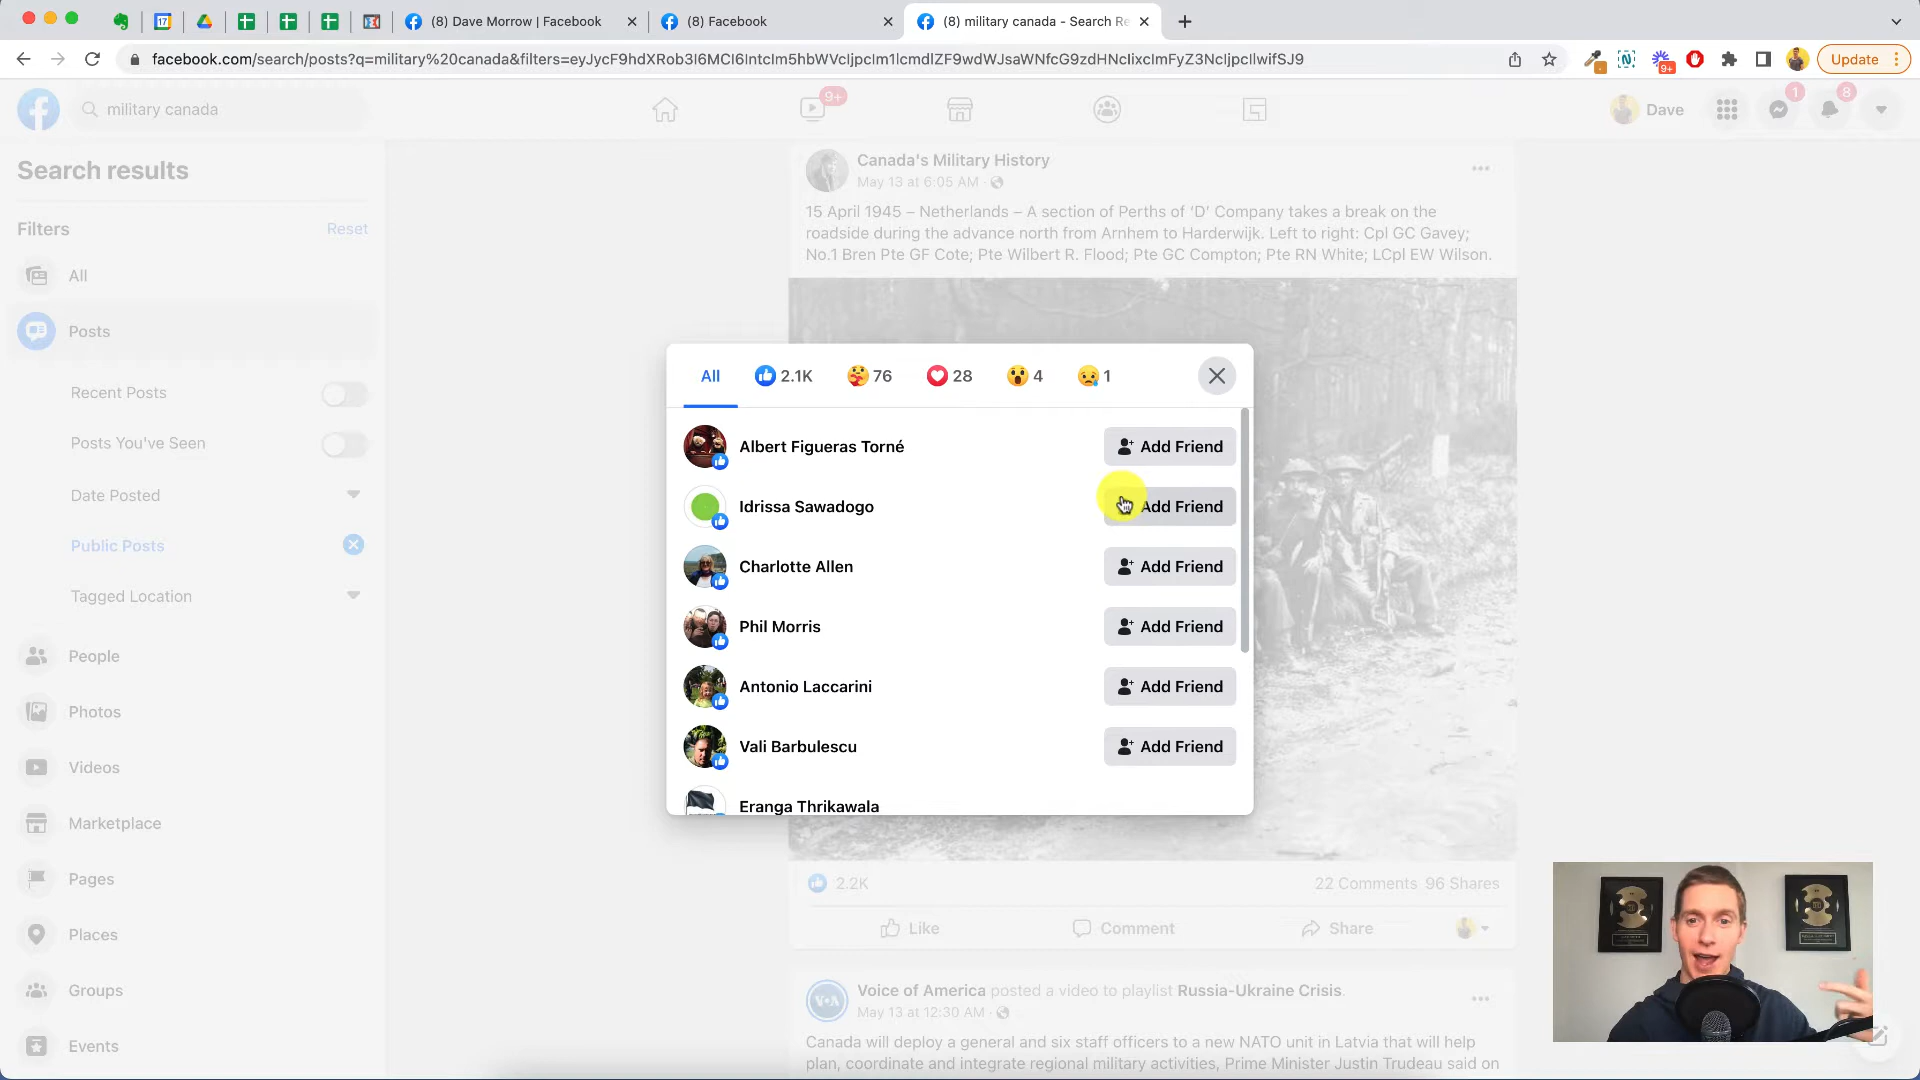 17
(8) Dave Morrow | Facebook
(8) Facebook
(8) military canada - Search Re
facebook.com/search/posts?q=military%20canada&filters=eyJycF9hdXRob3I6MCI6IntcIm5hbWVcIjpcIm1lcmdlZF9wdWJsaWNfcG9zdHNcIixcImFyZ3NcIjpcIlwifSJ9
9+
Update
military canada
9+
Dave
1
8
Search results
Filters
Reset
All
Posts
Recent Posts
Posts You've Seen
Date Posted
Public Posts
Tagged Location
People
Photos
Videos
Marketplace
Pages
Places
Groups
Events
Canada's Military History
May 13 at 6:05 AM ·
15 April 1945 – Netherlands – A section of Perths of ‘D’ Company takes a break on the
roadside during the advance north from Arnhem to Harderwijk. Left to right: Cpl GC Gavey;
No.1 Bren Pte GF Cote; Pte Wilbert R. Flood; Pte GC Compton; Pte RN White; LCpl EW Wilson.
All
2.1K
76
28
4
1
Albert Figueras Torné
Add Friend
Idrissa Sawadogo
Add Friend
Charlotte Allen
Add Friend
Phil Morris
Add Friend
Antonio Laccarini
Add Friend
Vali Barbulescu
Add Friend
Eranga Thrikawala
2.2K
22 Comments 96 Shares
Like
Comment
Share
VOA
Voice of America posted a video to playlist Russia-Ukraine Crisis.
May 13 at 12:30 AM ·
Canada will deploy a general and six staff officers to a new NATO unit in Latvia that will help
plan, coordinate and integrate regional military activities, Prime Minister Justin Trudeau said on